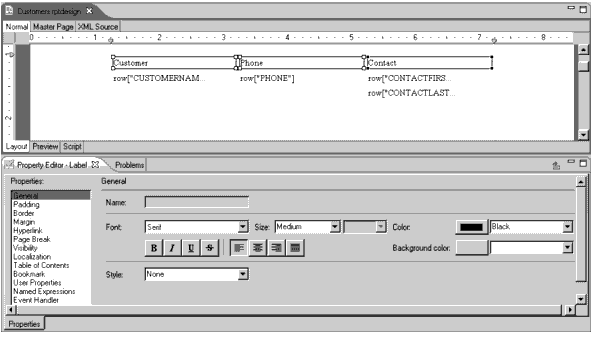 Customers.rptdesign
Normal Master Page XML Source
0 1 2 3 4 5 6 7 8
Customer Phone Contact
row["CUSTOMERNAM... row["PHONE"] row["CONTACTFIRS...
row["CONTACTLAST...
2
Layout Preview Script
Property Editor - Label Problems
Properties: General
General
Padding
Border
Margin
Hyperlink
Page Break
Visibility
Localization
Table of Contents
Bookmark
User Properties
Named Expressions
Event Handler
Name:
Font: Serif Size: Medium Color: Black
B I U S Background color:
Style: None
Properties